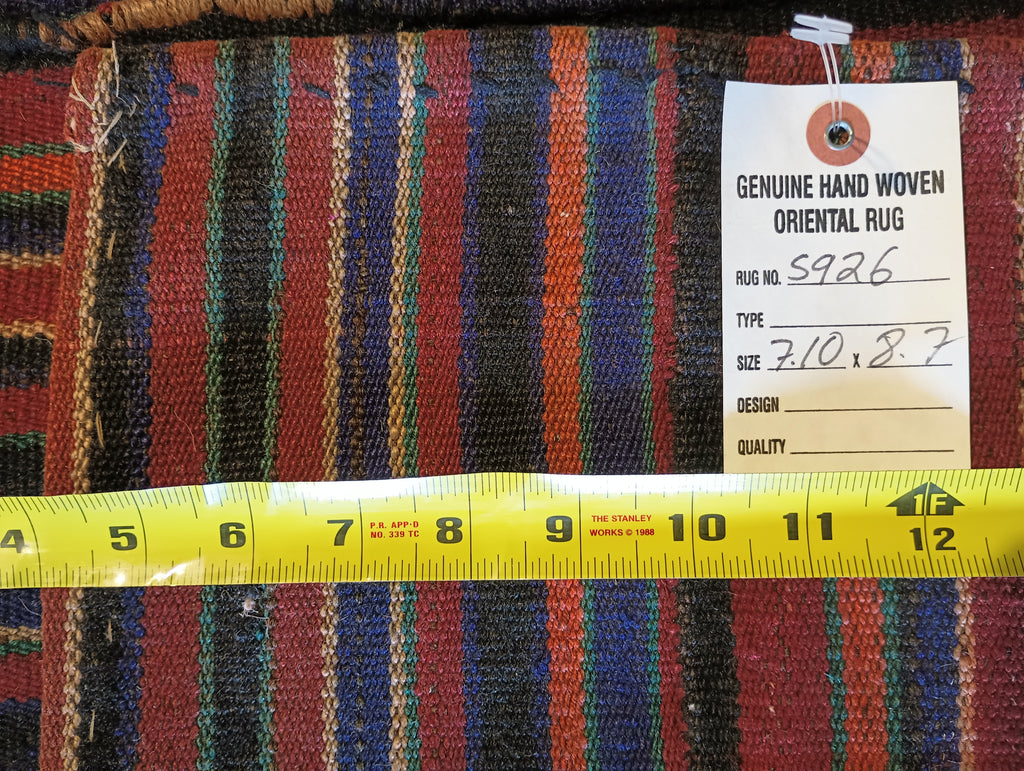 GENUINE HAND WOVEN
ORIENTAL RUG
RUG NO. S926
TYPE
SIZE 7.10 X 8.7
DESIGN
QUALITY
4 5 6 7 P.R. APP'D 8 9 THE STANLEY 10 11 1F 12
NO. 339 TC WORKS © 1988